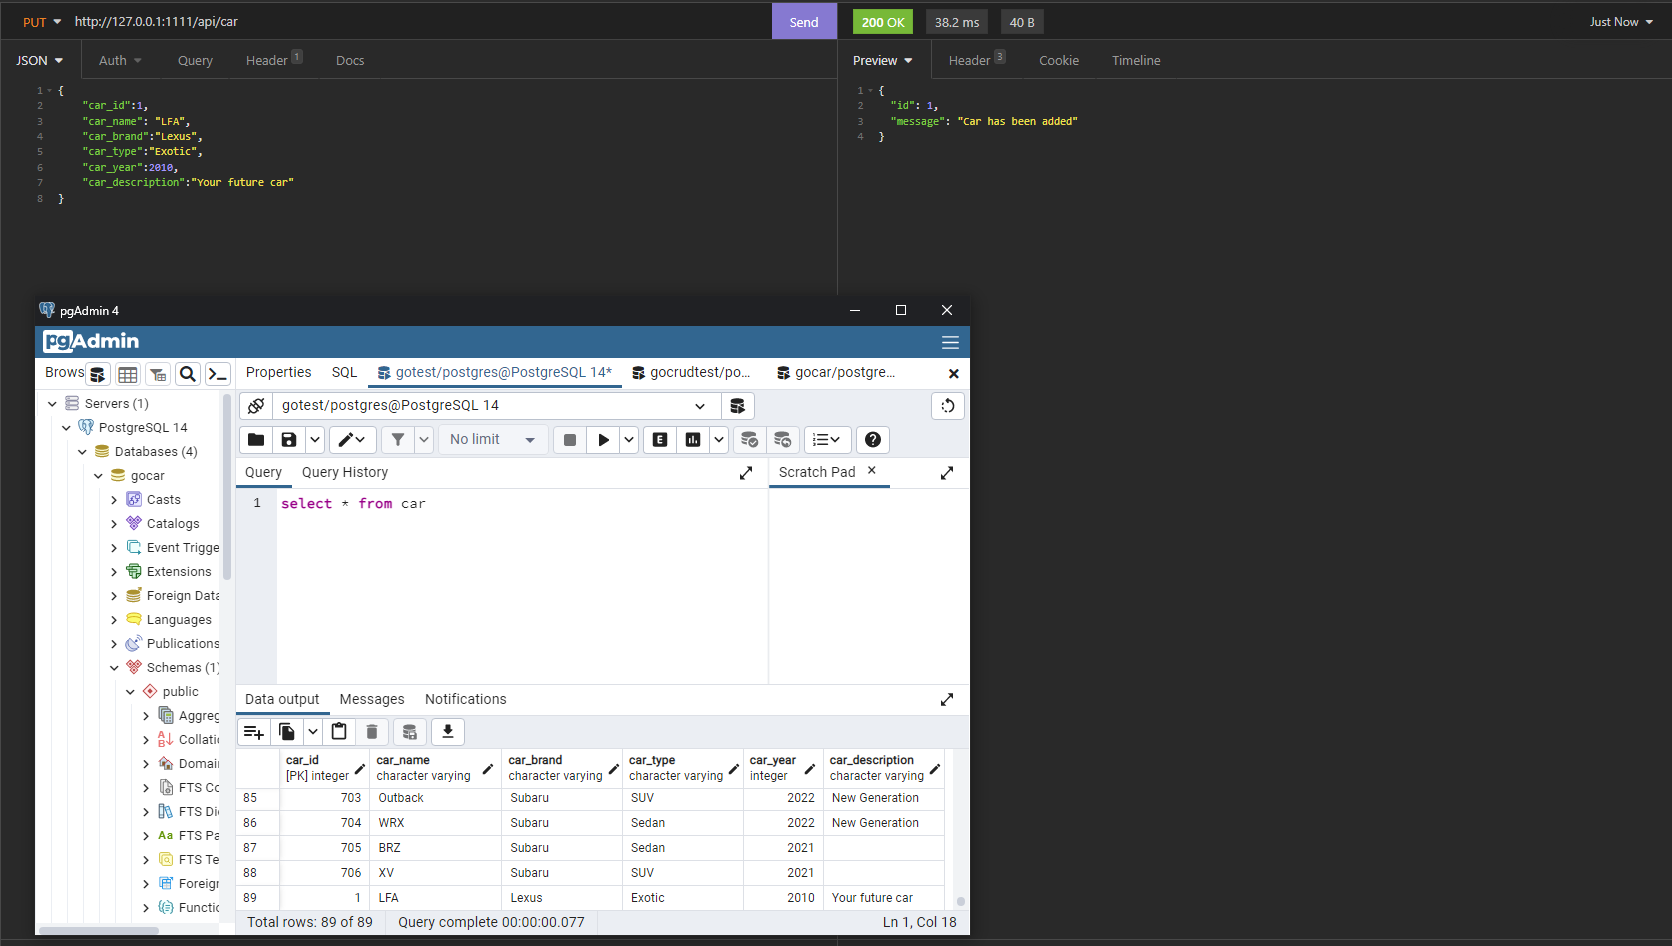 PUT http://127.0.0.1:1111/api/car Send 200 OK 38.2 ms 40 B Just Now
JSON Auth Query Header 1 Docs Preview Header 3 Cookie Timeline
1 {
2 "car_id":1,
3 "car_name": "LFA",
4 "car_brand":"Lexus",
5 "car_type":"Exotic",
6 "car_year":2010,
7 "car_description":"Your future car"
8 }
1 {
2 "id": 1,
3 "message": "Car has been added"
4 }
pgAdmin 4
pgAdmin
Brows
Servers (1)
PostgreSQL 14
Databases (4)
gocar
Casts
Catalogs
Event Trigge
Extensions
Foreign Data
Languages
Publications
Schemas (1)
public
Aggreg
Collatio
Domai
FTS Co
FTS Di
Aa FTS Pa
FTS Te
Foreigr
Functic
Properties SQL gotest/postgres@PostgreSQL 14* gocrudtest/po... gocar/postgre...
gotest/postgres@PostgreSQL 14
No limit E
Query Query History Scratch Pad
1 select * from car
Data output Messages Notifications
car_id car_name car_brand car_type car_year car_description
[PK] integer character varying character varying character varying integer character varying
85 703 Outback Subaru SUV 2022 New Generation
86 704 WRX Subaru Sedan 2022 New Generation
87 705 BRZ Subaru Sedan 2021
88 706 XV Subaru SUV 2021
89 1 LFA Lexus Exotic 2010 Your future car
Total rows: 89 of 89 Query complete 00:00:00.077 Ln 1, Col 18